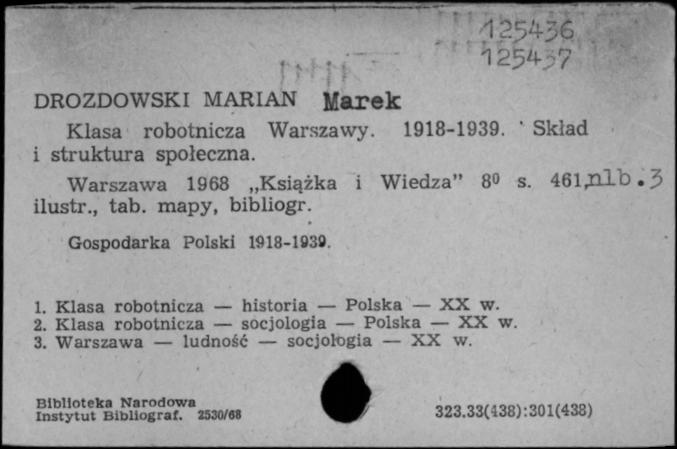 125436
125437
DROZDOWSKI MARIAN Marek
Klasa robotnicza Warszawy. 1918-1939. Skład
i struktura społeczna.
Warszawa 1968 „Książka i Wiedza” 8⁰ s. 461,nlb.3
ilustr., tab. mapy, bibliogr.
Gospodarka Polski 1918-1939.
1. Klasa robotnicza — historia — Polska — XX w.
2. Klasa robotnicza — socjologia — Polska — XX w.
3. Warszawa — ludność — socjologia — XX w.
Biblioteka Narodowa
Instytut Bibliograf. 2530/68
323.33(438):301(438)